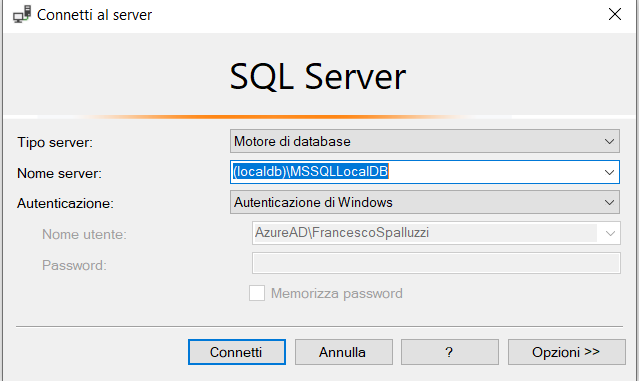 Connetti al server
SQL Server
Tipo server: Motore di database
Nome server: (localdb)\\MSSQLLocalDB
Autenticazione: Autenticazione di Windows
Nome utente: AzureAD\FrancescoSpalluzzi
Password:
Memorizza password
Connetti Annulla ? Opzioni >>